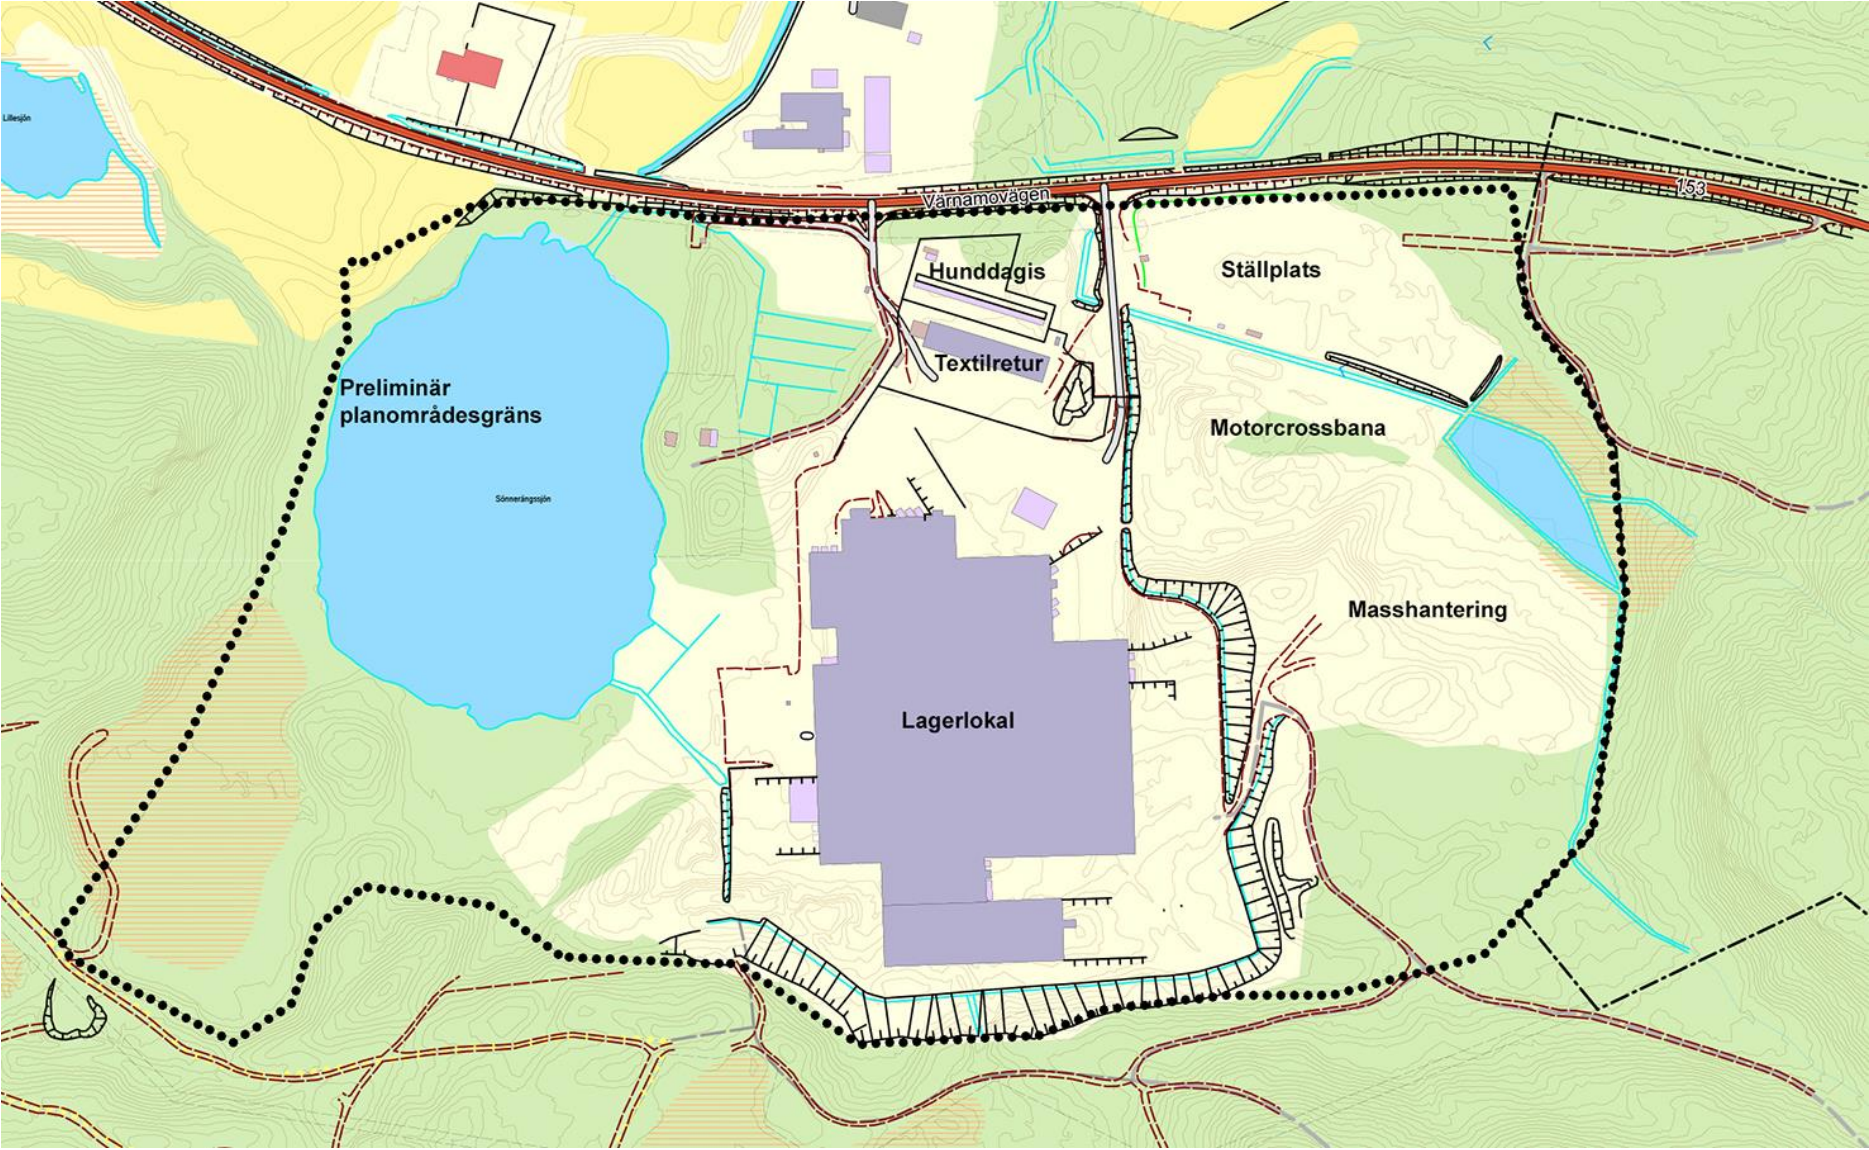 Lillesjön
Värnamovägen
153
Hunddagis
Ställplats
Textilretur
Preliminär
planområdesgräns
Motorcrossbana
Sönnerängssjön
Masshantering
Lagerlokal